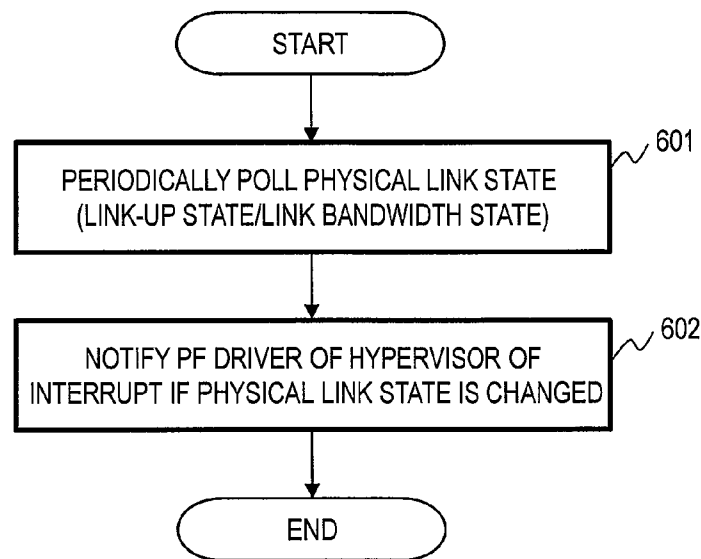 START
601
PERIODICALLY POLL PHYSICAL LINK STATE
(LINK-UP STATE/LINK BANDWIDTH STATE)
602
NOTIFY PF DRIVER OF HYPERVISOR OF
INTERRUPT IF PHYSICAL LINK STATE IS CHANGED
END